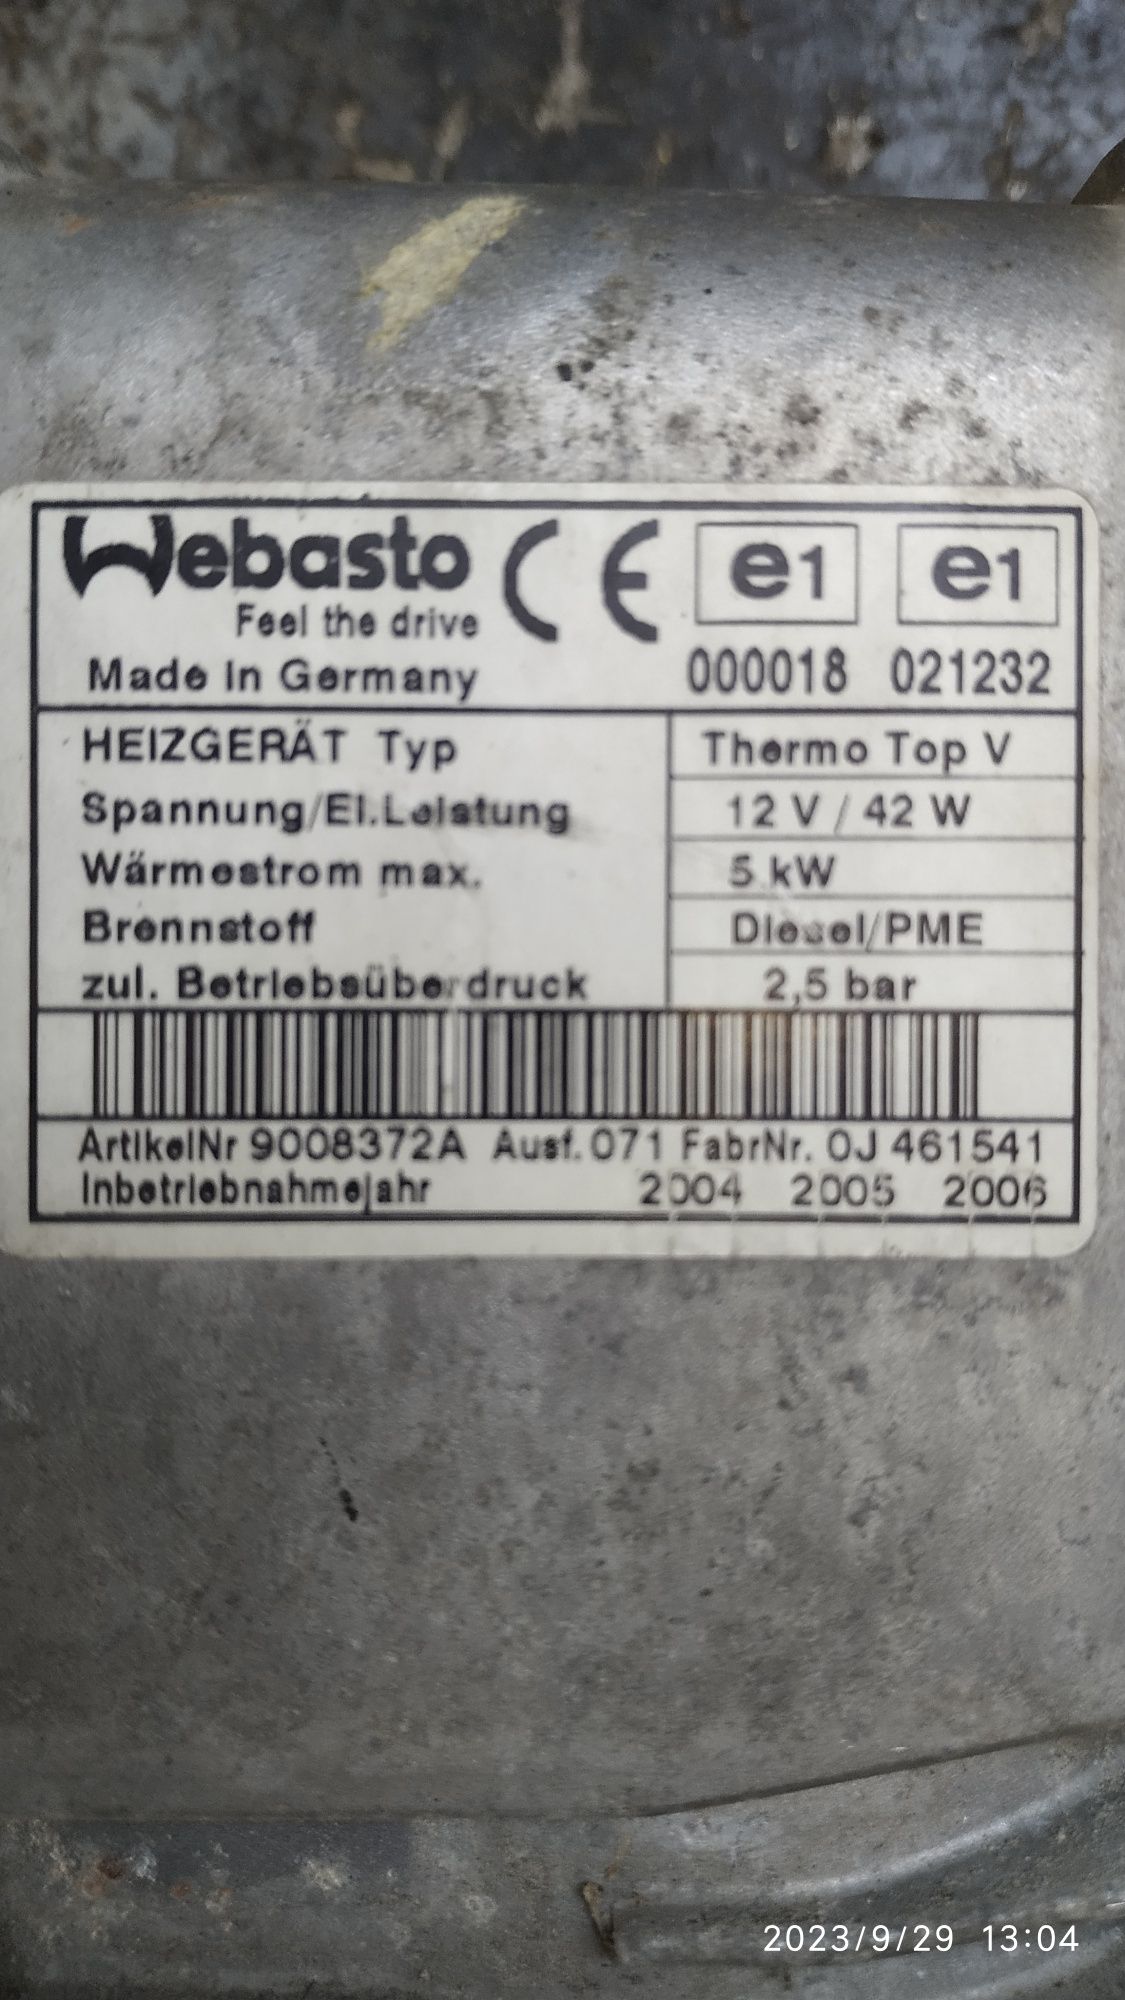 Webasto CE e1 e1
Feel the drive
Made In Germany 000018 021232
HEIZGERÄT Typ Thermo Top V
Spannung/El.Leistung 12 V / 42 W
Wärmestrom max. 5 kW
Brennstoff Diesel/PME
zul. Betriebsüberdruck 2,5 bar
ArtikelNr 9008372A Ausf. 071 FabrNr. 0J 461541
Inbetriebnahmejahr 2004 2005 2006
2023/9/29 13:04